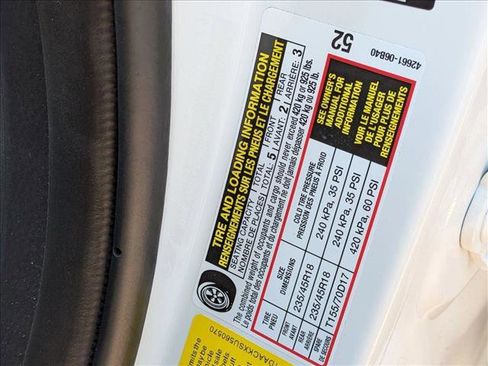 42661-06B40
52
TIRE AND LOADING INFORMATION
RENSEIGNEMENTS SUR LES PNEUS ET LE CHARGEMENT
SEATING CAPACITY TOTAL 5 FRONT 2 REAR 3
NOMBRE DE PLACES TOTAL AVANT ARRIÈRE
The combined weight of occupants and cargo should never exceed 420 kg or 925 lbs.
Le poids total des occupants et du chargement ne doit jamais dépasser 420 kg ou 925 lb.
TIRE PNEU SIZE DIMENSIONS COLD TIRE PRESSURE PRESSION DES PNEUS À FROID
FRONT AVANT 235/45R18 240 kPa, 35 PSI
REAR ARRIÈRE 235/45R18 240 kPa, 35 PSI
SPARE DE SECOURS T155/70D17 420 kPa, 60 PSI
SEE OWNER'S
MANUAL FOR
ADDITIONAL
INFORMATION
VOIR LE MANUEL
DE L'USAGER
POUR PLUS DE
RENSEIGNEMENTS